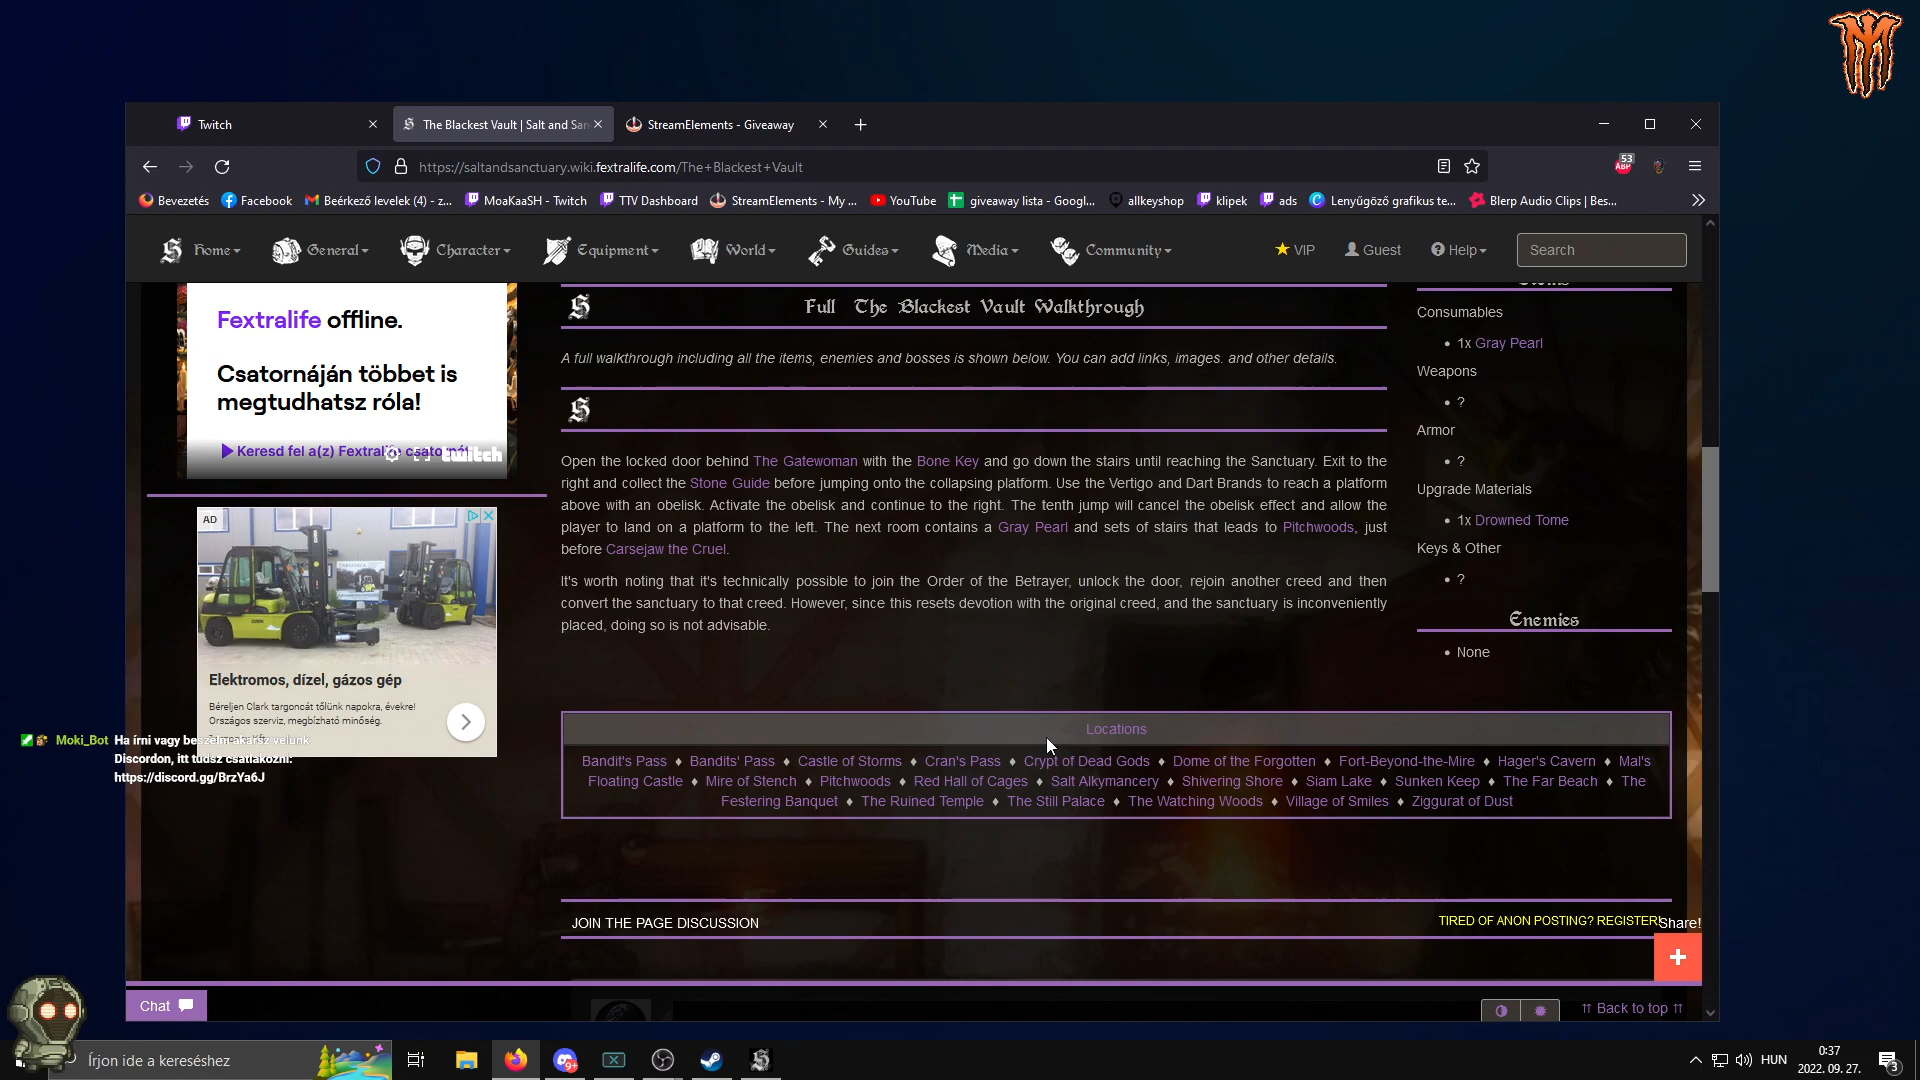 Twitch
The Blackest Vault | Salt and San
StreamElements - Giveaway
https://saltandsanctuary.wiki.fextralife.com/The+Blackest+Vault
53
ABP
Bevezetés
Facebook
Beérkező levelek (4) - z...
MoaKaaSH - Twitch
TTV Dashboard
StreamElements - My ...
YouTube
giveaway lista - Googl...
allkeyshop
klipek
ads
Lenyűgöző grafikus te...
Blerp Audio Clips | Bes...
Home
General
Character
Equipment
World
Guides
Media
Community
VIP
Guest
Help
Search
Fextralife offline.
Csatornáján többet is
megtudhatsz róla!
Keresd fel a(z) Fextralife csatornát
twitch
AD
Elektromos, dízel, gázos gép
Béreljen Clark targoncát tőlünk napokra, évekre!
Országos szerviz, megbízható minőség.
Full The Blackest Vault Walkthrough
A full walkthrough including all the items, enemies and bosses is shown below. You can add links, images. and other details.
Open the locked door behind The Gatewoman with the Bone Key and go down the stairs until reaching the Sanctuary. Exit to the
right and collect the Stone Guide before jumping onto the collapsing platform. Use the Vertigo and Dart Brands to reach a platform
above with an obelisk. Activate the obelisk and continue to the right. The tenth jump will cancel the obelisk effect and allow the
player to land on a platform to the left. The next room contains a Gray Pearl and sets of stairs that leads to Pitchwoods, just
before Carsejaw the Cruel.
It's worth noting that it's technically possible to join the Order of the Betrayer, unlock the door, rejoin another creed and then
convert the sanctuary to that creed. However, since this resets devotion with the original creed, and the sanctuary is inconveniently
placed, doing so is not advisable.
Items
Consumables
1x Gray Pearl
Weapons
?
Armor
?
Upgrade Materials
1x Drowned Tome
Keys & Other
?
Enemies
None
Locations
Bandit's Pass ♦ Bandits' Pass ♦ Castle of Storms ♦ Cran's Pass ♦ Crypt of Dead Gods ♦ Dome of the Forgotten ♦ Fort-Beyond-the-Mire ♦ Hager's Cavern ♦ Mal's
Floating Castle ♦ Mire of Stench ♦ Pitchwoods ♦ Red Hall of Cages ♦ Salt Alkymancery ♦ Shivering Shore ♦ Siam Lake ♦ Sunken Keep ♦ The Far Beach ♦ The
Festering Banquet ♦ The Ruined Temple ♦ The Still Palace ♦ The Watching Woods ♦ Village of Smiles ♦ Ziggurat of Dust
Moki_Bot Ha írni vagy beszélni akarsz velünk
Discordon, itt tudsz csatlakozni:
https://discord.gg/BrzYa6J
JOIN THE PAGE DISCUSSION
TIRED OF ANON POSTING? REGISTER!
Share!
Chat
Back to top
Írjon ide a kereséshez
9+
HUN
0:37
2022. 09. 27.
3